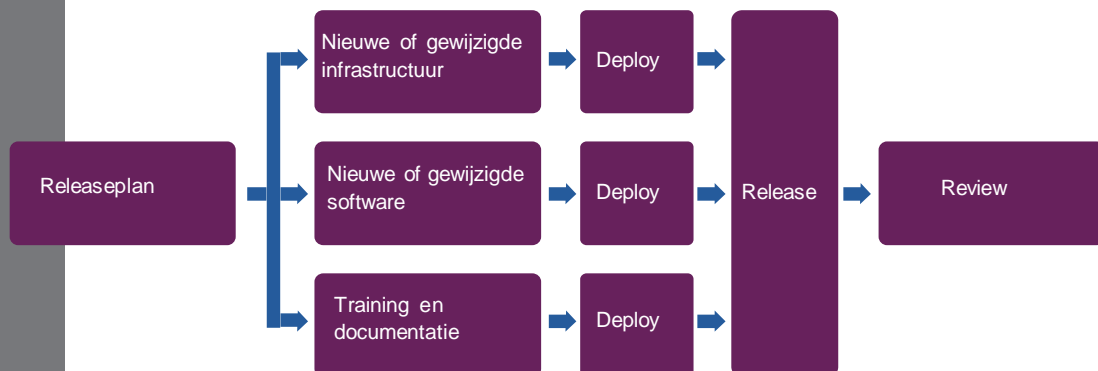 Releaseplan
Nieuwe of gewijzigde
infrastructuur
Deploy
Nieuwe of gewijzigde
software
Deploy
Training en
documentatie
Deploy
Release
Review